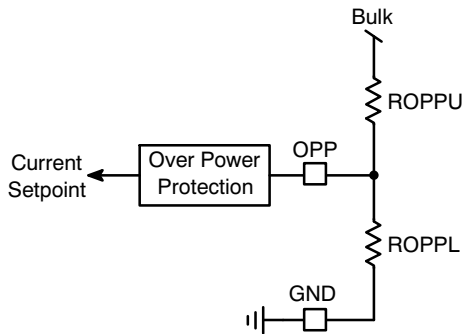 Bulk
ROPPU
OPP
Over Power
Protection
Current
Setpoint
ROPPL
GND